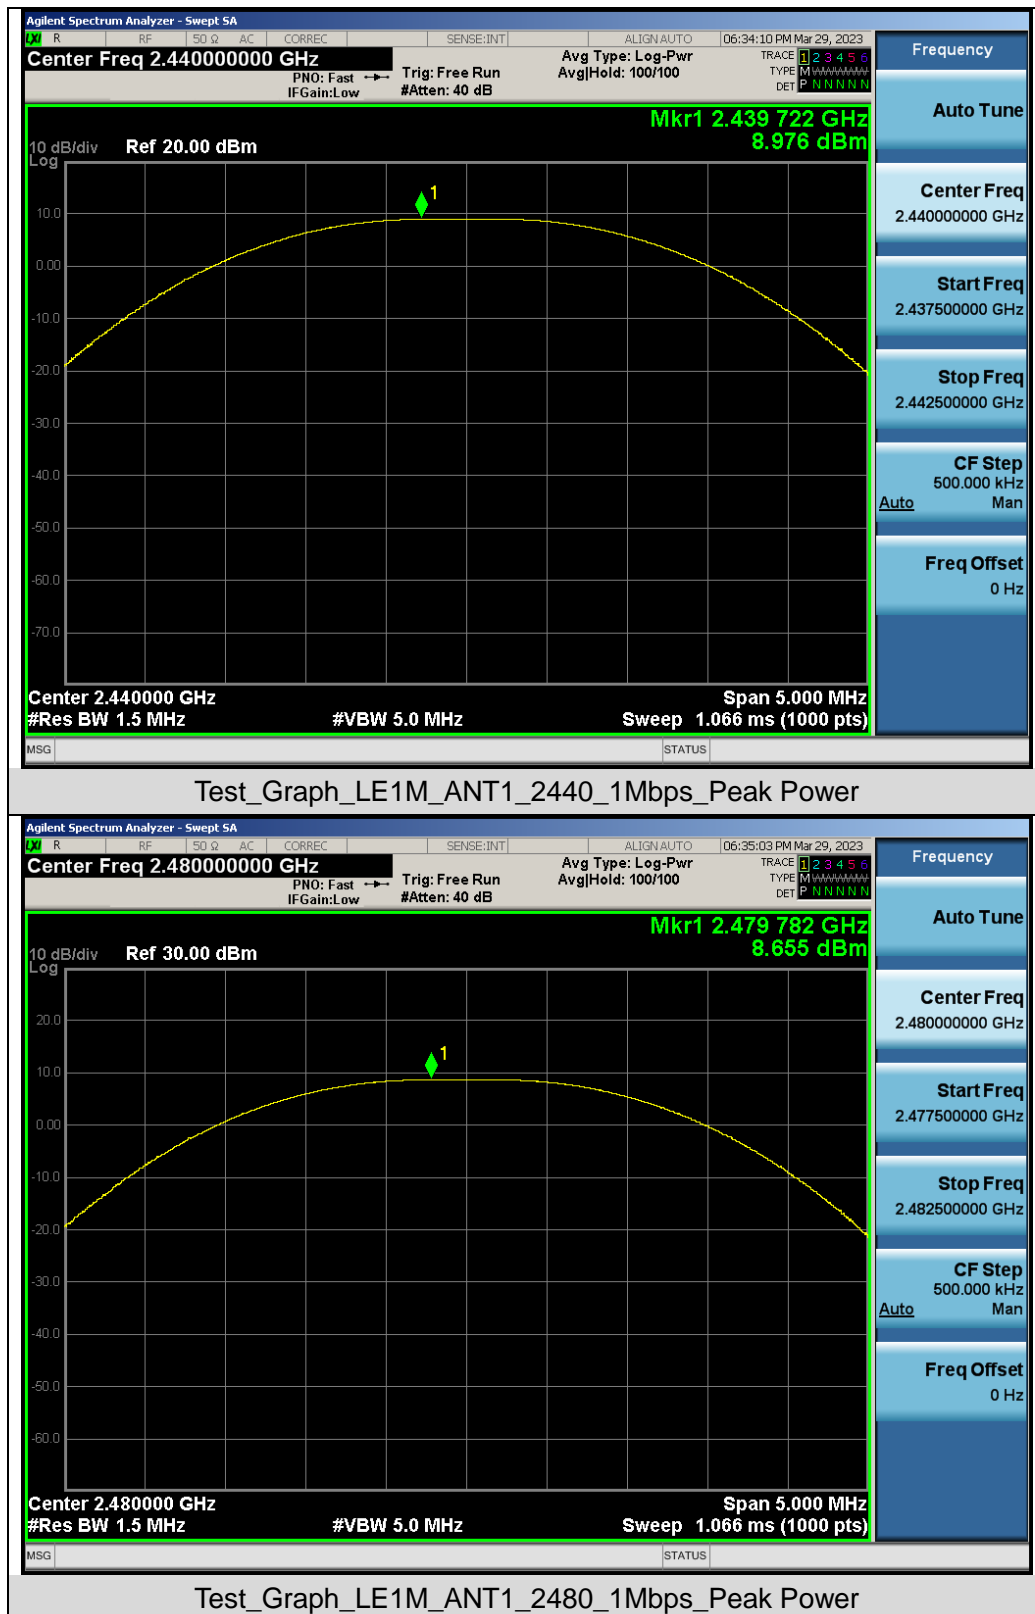 Agilent Spectrum Analyzer - Swept SA
LXI R RF 50 Ω AC CORREC SENSE:INT ALIGN AUTO 06:34:10 PM Mar 29, 2023
Center Freq 2.440000000 GHz
PNO: Fast
IFGain:Low
Trig: Free Run
#Atten: 40 dB
Avg Type: Log-Pwr
Avg|Hold: 100/100
TRACE 1 2 3 4 5 6
TYPE M
DET P N N N N N
Mkr1 2.439 722 GHz
8.976 dBm
10 dB/div
Log
Ref 20.00 dBm
1
10.0
0.00
-10.0
-20.0
-30.0
-40.0
-50.0
-60.0
-70.0
Center 2.440000 GHz
#Res BW 1.5 MHz
#VBW 5.0 MHz
Span 5.000 MHz
Sweep 1.066 ms (1000 pts)
MSG
STATUS
Frequency
Auto Tune
Center Freq
2.440000000 GHz
Start Freq
2.437500000 GHz
Stop Freq
2.442500000 GHz
CF Step
500.000 kHz
Auto Man
Freq Offset
0 Hz
Test_Graph_LE1M_ANT1_2440_1Mbps_Peak Power
Agilent Spectrum Analyzer - Swept SA
LXI R RF 50 Ω AC CORREC SENSE:INT ALIGN AUTO 06:35:03 PM Mar 29, 2023
Center Freq 2.480000000 GHz
PNO: Fast
IFGain:Low
Trig: Free Run
#Atten: 40 dB
Avg Type: Log-Pwr
Avg|Hold: 100/100
TRACE 1 2 3 4 5 6
TYPE M
DET P N N N N N
Mkr1 2.479 782 GHz
8.655 dBm
10 dB/div
Log
Ref 30.00 dBm
1
20.0
10.0
0.00
-10.0
-20.0
-30.0
-40.0
-50.0
-60.0
Center 2.480000 GHz
#Res BW 1.5 MHz
#VBW 5.0 MHz
Span 5.000 MHz
Sweep 1.066 ms (1000 pts)
MSG
STATUS
Frequency
Auto Tune
Center Freq
2.480000000 GHz
Start Freq
2.477500000 GHz
Stop Freq
2.482500000 GHz
CF Step
500.000 kHz
Auto Man
Freq Offset
0 Hz
Test_Graph_LE1M_ANT1_2480_1Mbps_Peak Power